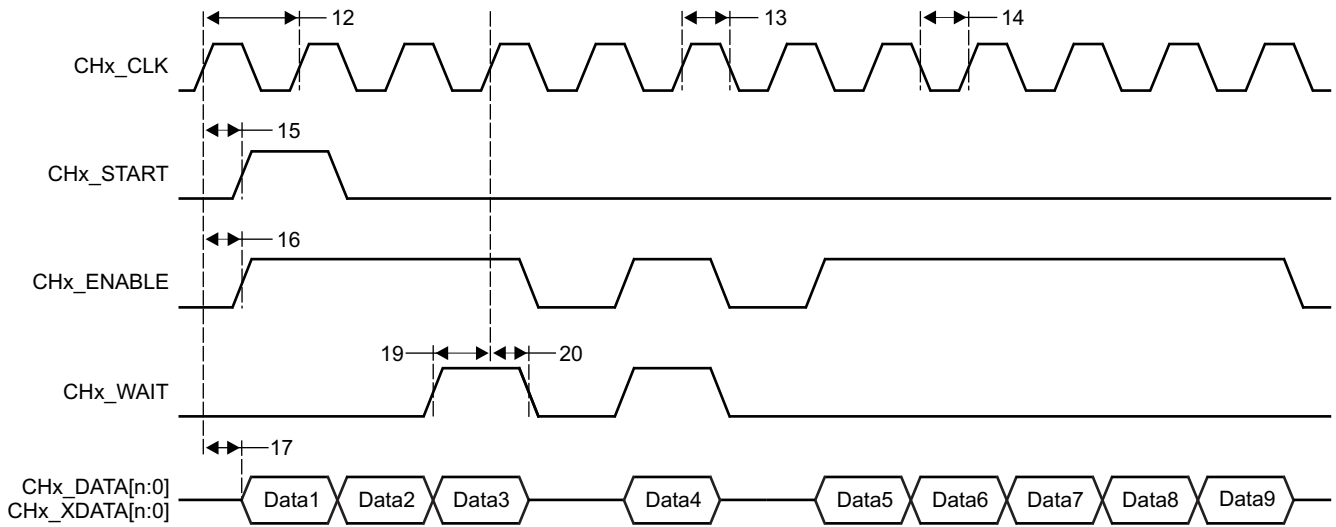 12
13
14
CHx_CLK
15
CHx_START
16
CHx_ENABLE
19
20
CHx_WAIT
17
CHx_DATA[n:0]
CHx_XDATA[n:0]
Data1 Data2 Data3 Data4 Data5 Data6 Data7 Data8 Data9